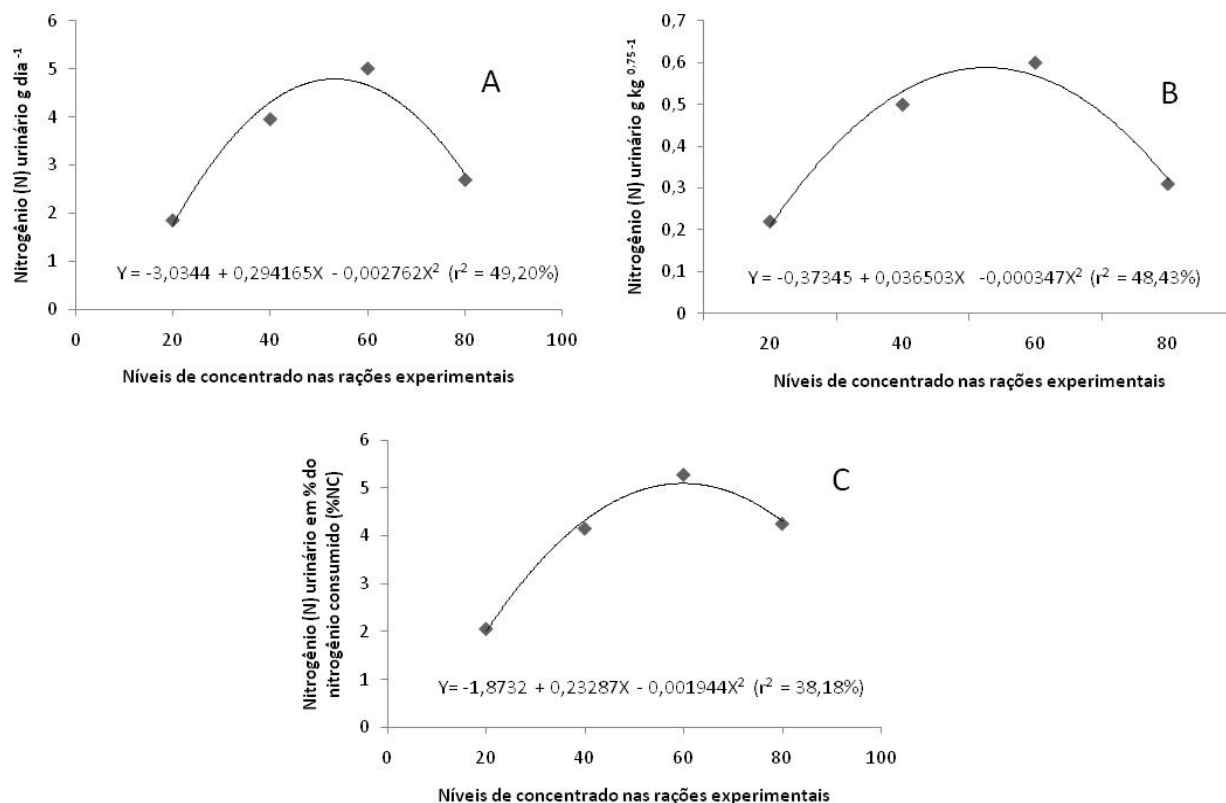 Nitrogênio (N) urinário g dia ⁻¹
6
5
4
3
2
1
0
A
Y = -3,0344 + 0,294165X - 0,002762X² (r² = 49,20%)
0 20 40 60 80 100
Níveis de concentrado nas rações experimentais
Nitrogênio (N) urinário g kg ⁰,⁷⁵ ⁻¹
0,7
0,6
0,5
0,4
0,3
0,2
0,1
0
B
Y = -0,37345 + 0,036503X -0,000347X² (r² = 48,43%)
20 40 60 80
Níveis de concentrado nas rações experimentais
Nitrogênio (N) urinário em % do
nitrogênio consumido (%NC)
6
5
4
3
2
1
0
C
Y= -1,8732 + 0,23287X - 0,001944X² (r² = 38,18%)
0 20 40 60 80 100
Níveis de concentrado nas rações experimentais